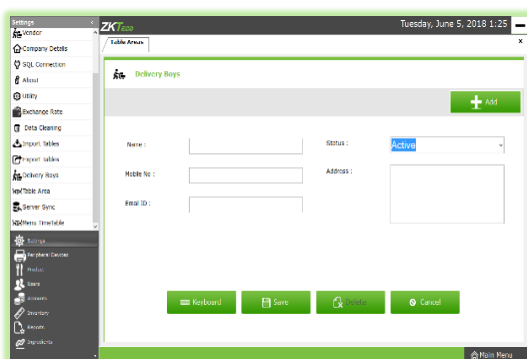 Settings
Vendor
Company Details
SQL Connection
About
Utility
Exchange Rate
Data Cleaning
Import Tables
Export Tables
Delivery Boys
Table Area
Server Sync
Menu Timetable
Settings
Peripheral Devices
Product
Users
Accounts
Inventory
Reports
Ingredients
ZKTeco
Tuesday, June 5, 2018 1:25
Table Areas
x
Delivery Boys
Add
Name :
Status :
Active
Mobile No :
Address :
Email ID :
Keyboard
Save
Delete
Cancel
Main Menu